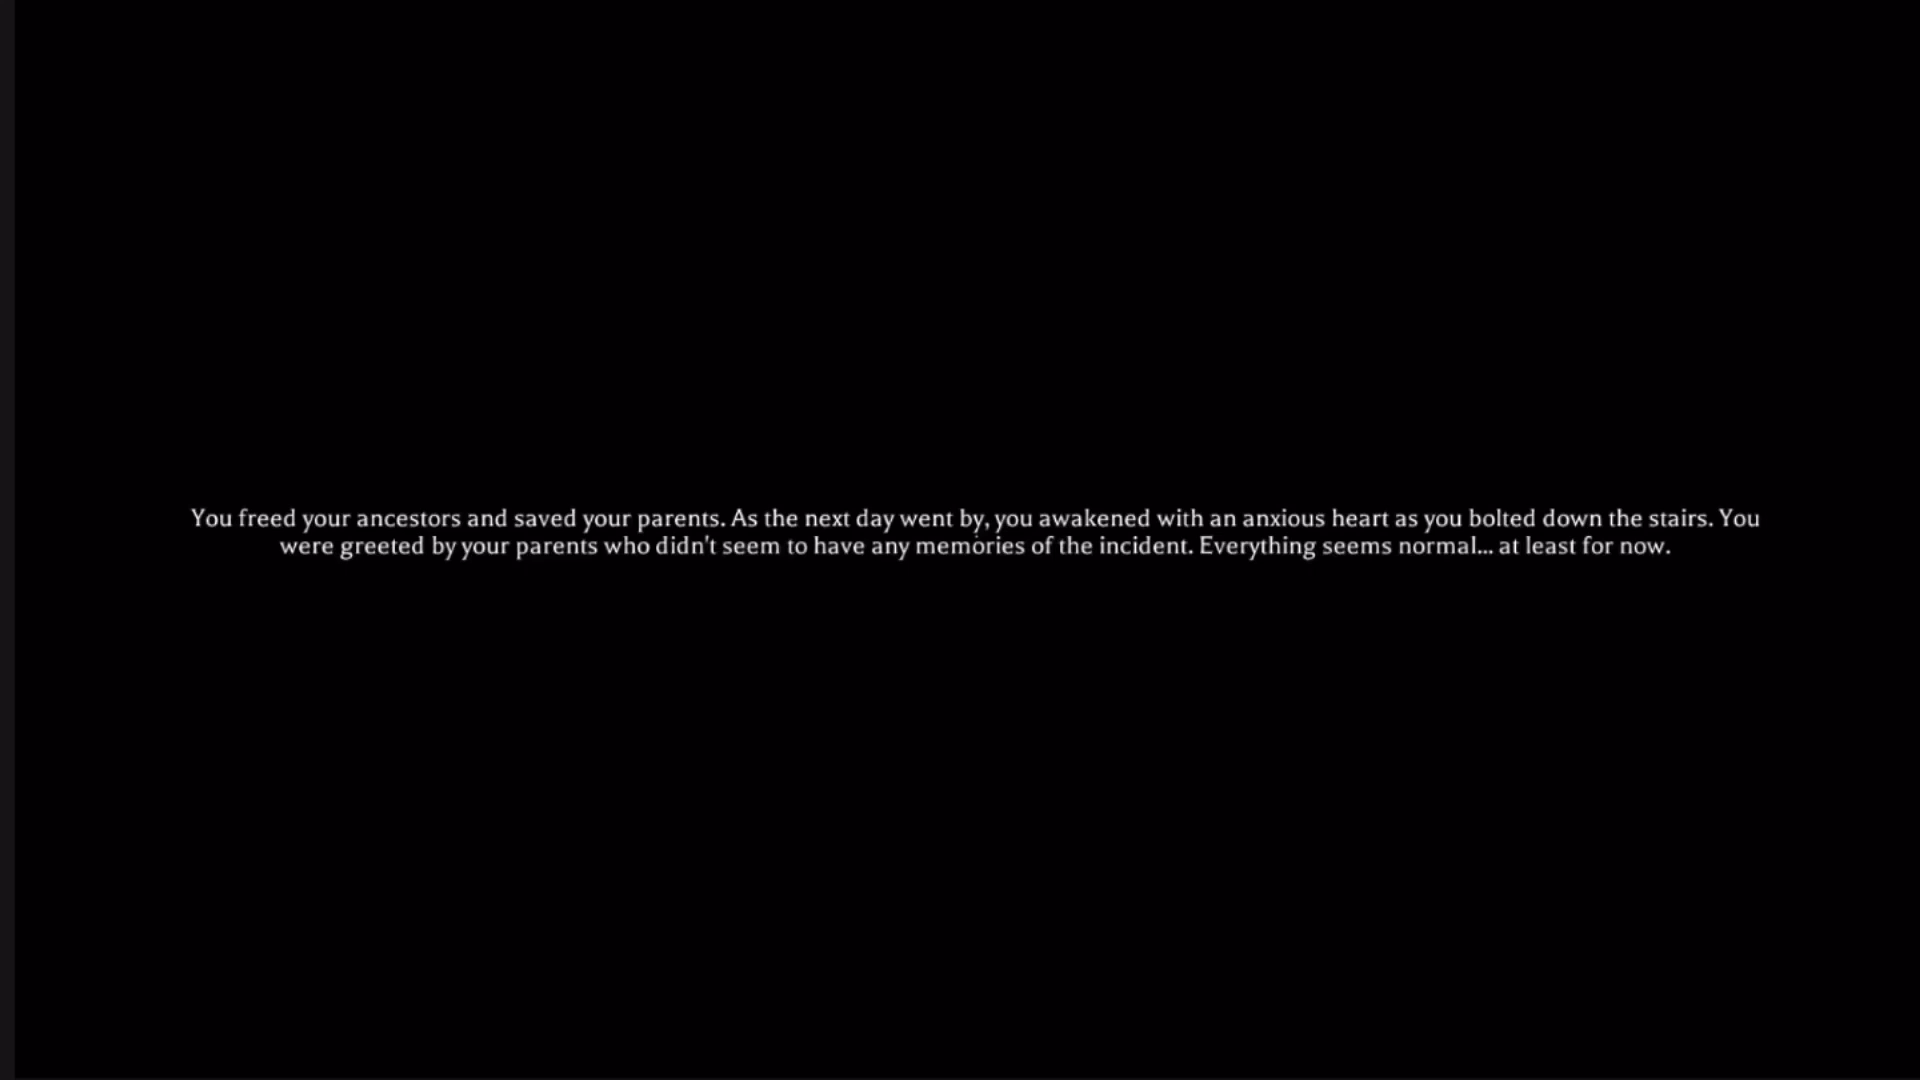 You freed your ancestors and saved your parents. As the next day went by, you awakened with an anxious heart as you bolted down the stairs. You
were greeted by your parents who didn't seem to have any memories of the incident. Everything seems normal... at least for now.